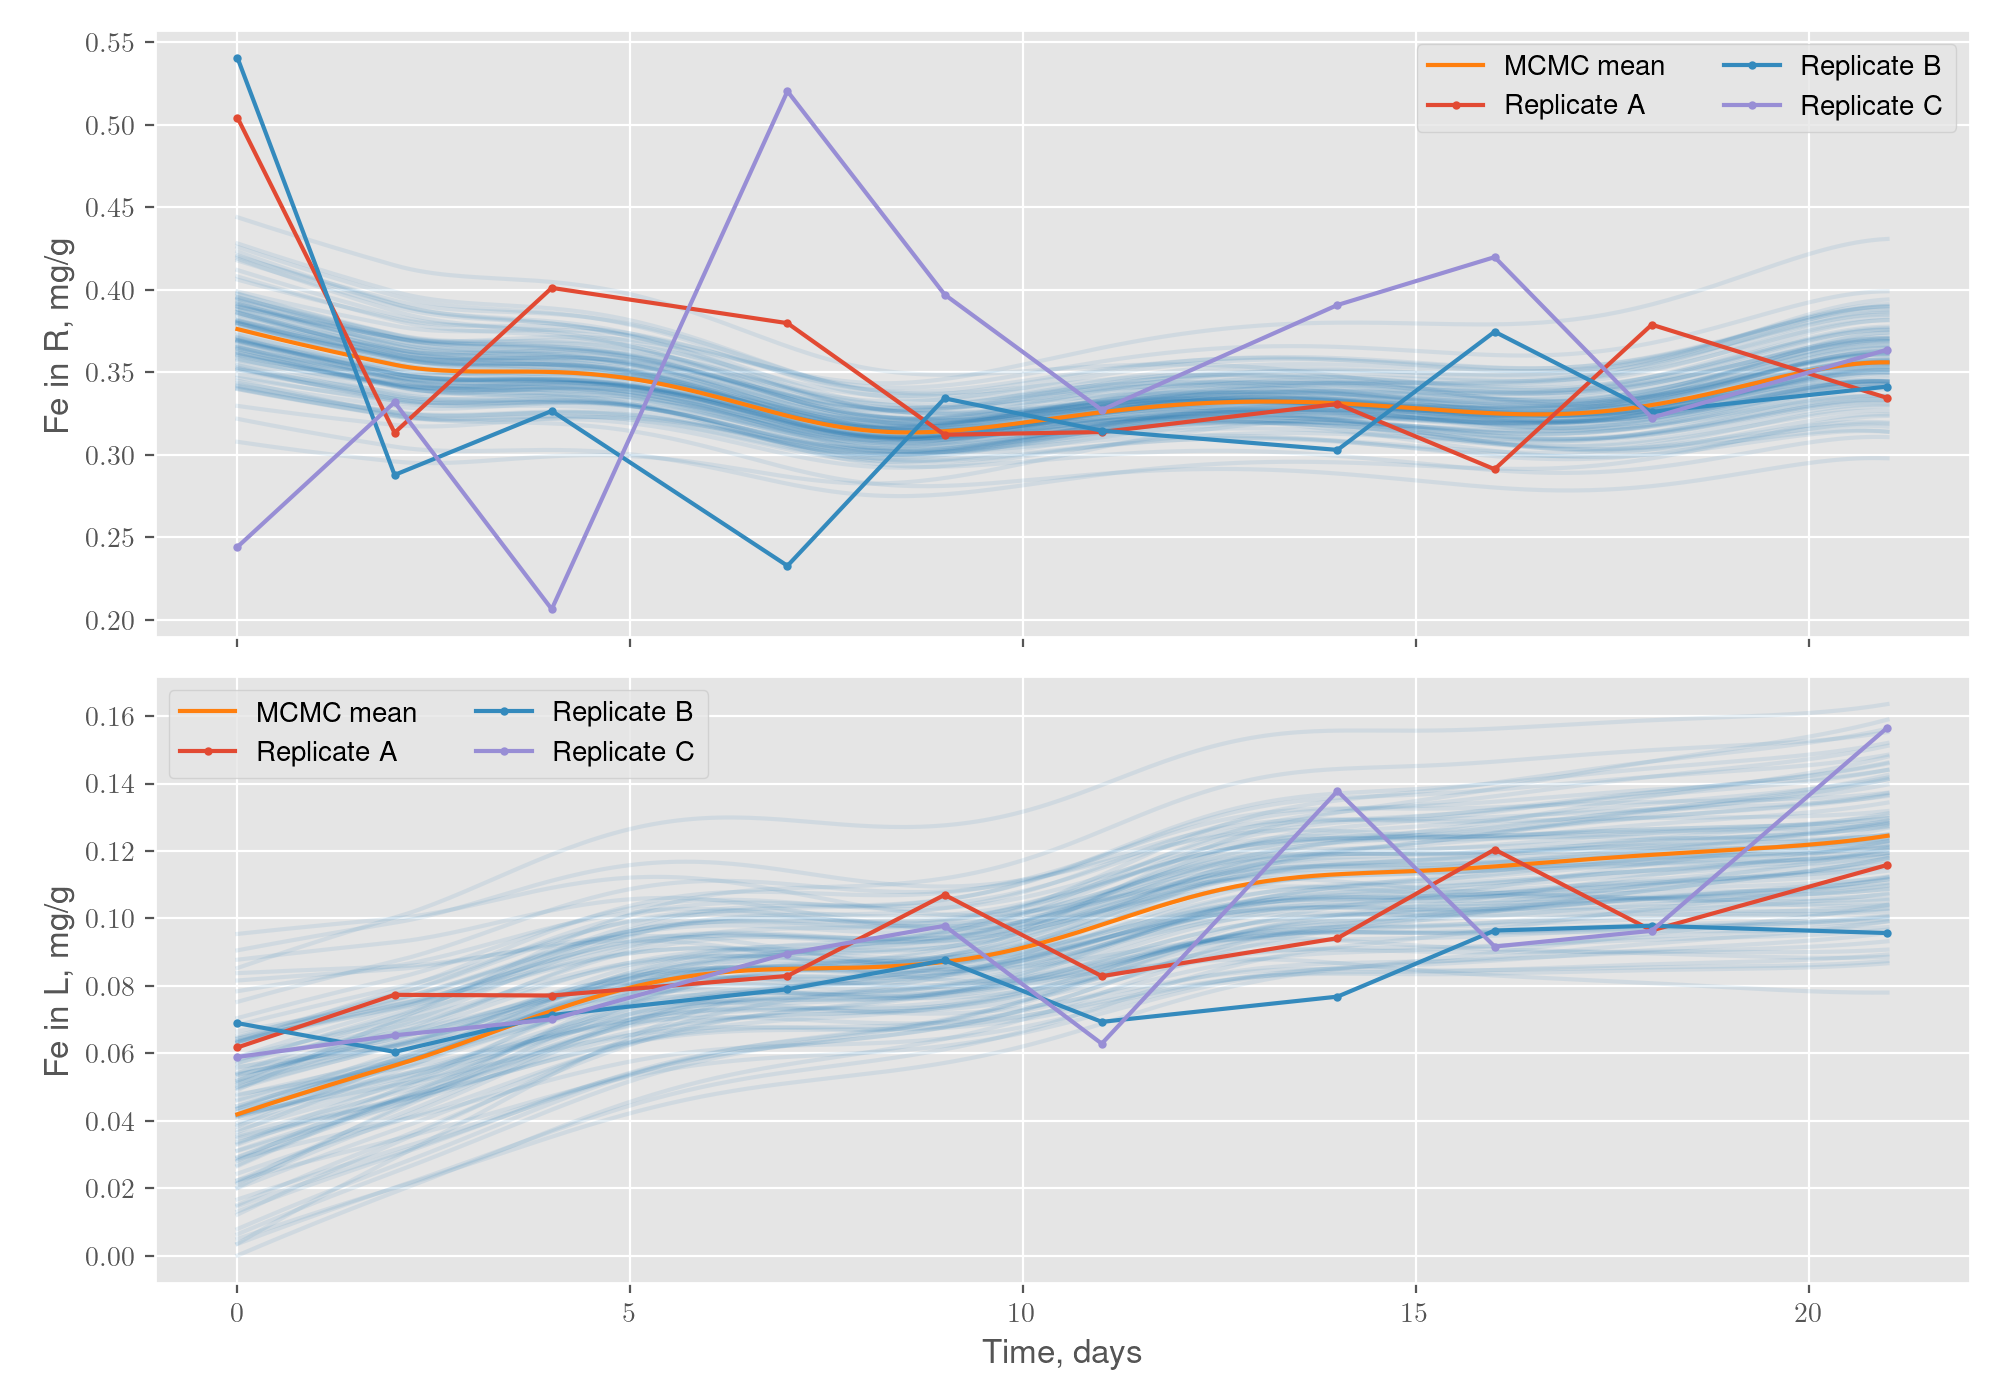 0.55
0.50
0.45
0.40
0.35
0.30
0.25
0.20
Fe in R, mg/g
MCMC mean
Replicate A
Replicate B
Replicate C
0.16
0.14
0.12
0.10
0.08
0.06
0.04
0.02
0.00
Fe in L, mg/g
MCMC mean
Replicate A
Replicate B
Replicate C
0
5
10
15
20
Time, days